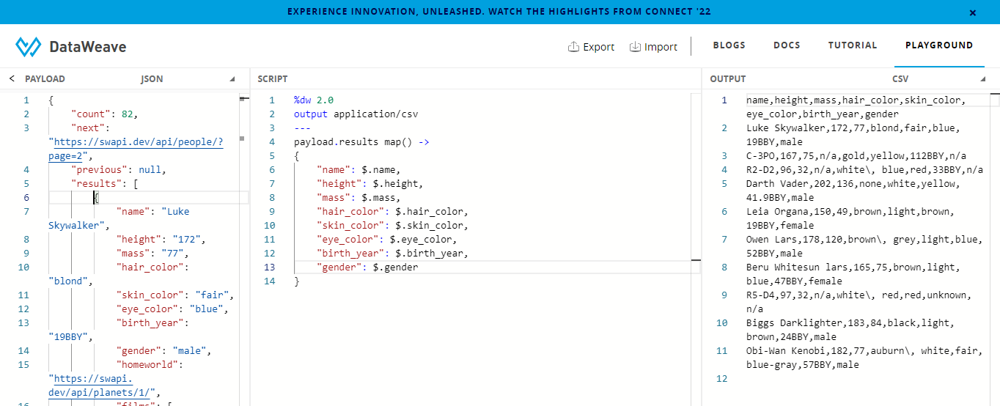 EXPERIENCE INNOVATION, UNLEASHED. WATCH THE HIGHLIGHTS FROM CONNECT '22
×
DataWeave
Export
Import
BLOGS
DOCS
TUTORIAL
PLAYGROUND
< PAYLOAD
JSON
1 {
2 "count": 82,
3 "next":
"https://swapi.dev/api/people/?
page=2",
4 "previous": null,
5 "results": [
6 {
7 "name": "Luke
Skywalker",
8 "height": "172",
9 "mass": "77",
10 "hair_color":
"blond",
11 "skin_color": "fair",
12 "eye_color": "blue",
13 "birth_year":
"19BBY",
14 "gender": "male",
15 "homeworld":
"https://swapi.
dev/api/planets/1/",
16 "films": [
SCRIPT
1 %dw 2.0
2 output application/csv
3 ---
4 payload.results map() ->
5 {
6 "name": $.name,
7 "height": $.height,
8 "mass": $.mass,
9 "hair_color": $.hair_color,
10 "skin_color": $.skin_color,
11 "eye_color": $.eye_color,
12 "birth_year": $.birth_year,
13 "gender": $.gender
14 }
OUTPUT
CSV
1 name,height,mass,hair_color,skin_color,
eye_color,birth_year,gender
2 Luke Skywalker,172,77,blond,fair,blue,
19BBY,male
3 C-3PO,167,75,n/a,gold,yellow,112BBY,n/a
4 R2-D2,96,32,n/a,white\, blue,red,33BBY,n/a
5 Darth Vader,202,136,none,white,yellow,
41.9BBY,male
6 Leia Organa,150,49,brown,light,brown,
19BBY,female
7 Owen Lars,178,120,brown\, grey,light,blue,
52BBY,male
8 Beru Whitesun lars,165,75,brown,light,
blue,47BBY,female
9 R5-D4,97,32,n/a,white\, red,red,unknown,
n/a
10 Biggs Darklighter,183,84,black,light,
brown,24BBY,male
11 Obi-Wan Kenobi,182,77,auburn\, white,fair,
blue-gray,57BBY,male
12